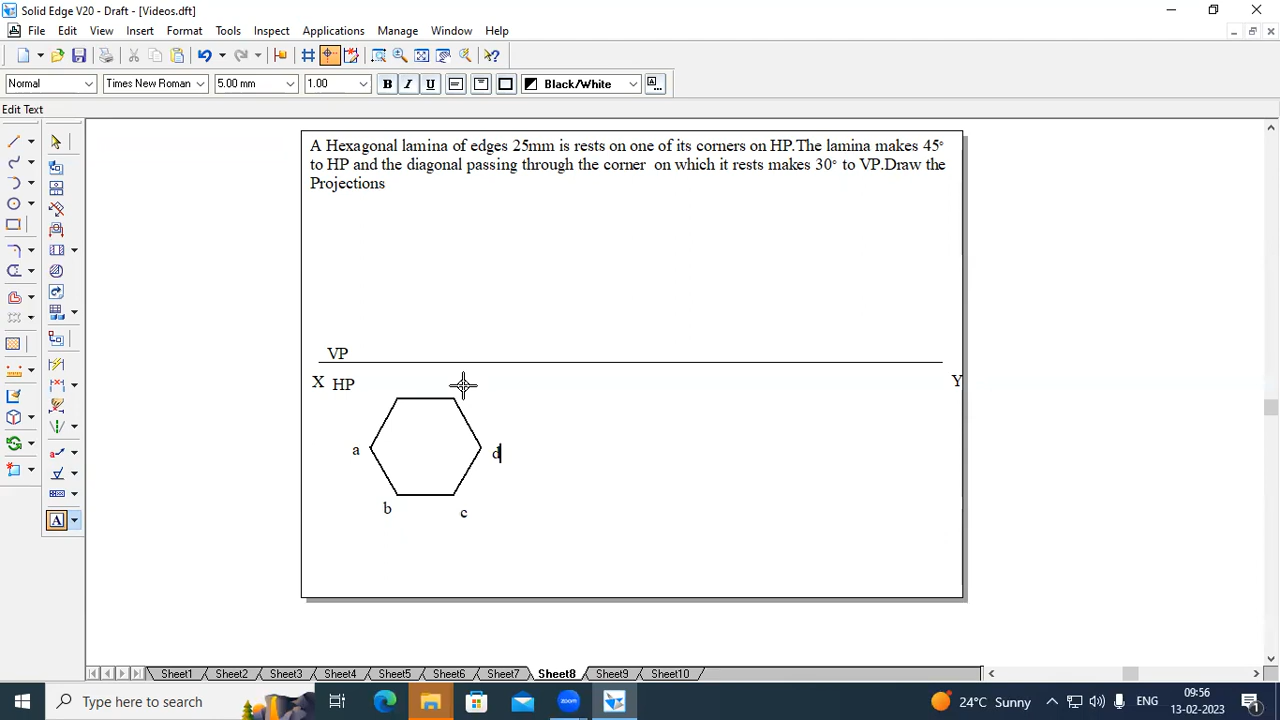 Solid Edge V20 - Draft - [Videos.dft]
File Edit View Insert Format Tools Inspect Applications Manage Window Help
Normal Times New Roman 5.00 mm 1.00 B I U Black/White
Edit Text
A Hexagonal lamina of edges 25mm is rests on one of its corners on HP.The lamina makes 45°
to HP and the diagonal passing through the corner on which it rests makes 30° to VP.Draw the
Projections
VP
X HP Y
a d
b c
Sheet1 Sheet2 Sheet3 Sheet4 Sheet5 Sheet6 Sheet7 Sheet8 Sheet9 Sheet10
Type here to search zoom 24°C Sunny ENG 09:56
13-02-2023 1